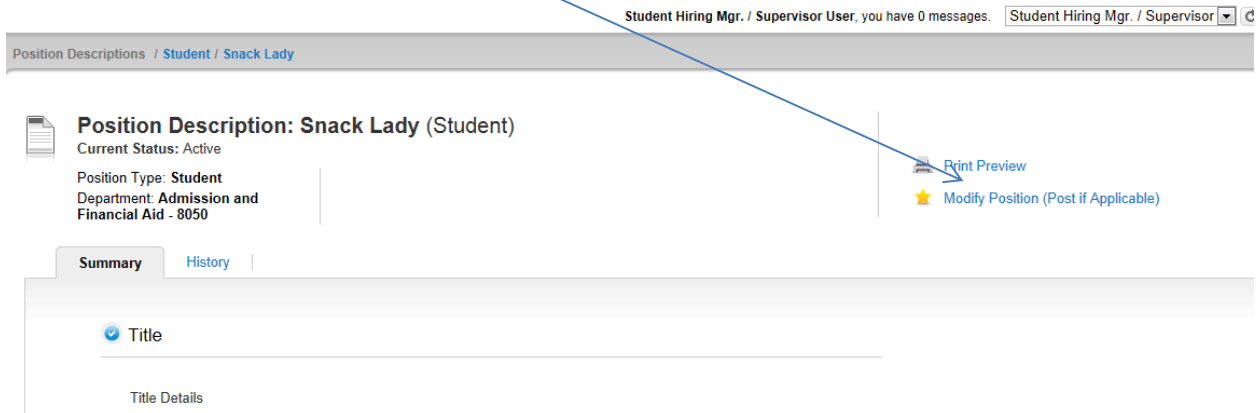 Student Hiring Mgr. / Supervisor User, you have 0 messages. Student Hiring Mgr. / Supervisor
Position Descriptions / Student / Snack Lady
Position Description: Snack Lady (Student)
Current Status: Active
Position Type: Student
Department: Admission and
Financial Aid - 8050
Print Preview
Modify Position (Post if Applicable)
Summary History
Title
Title Details